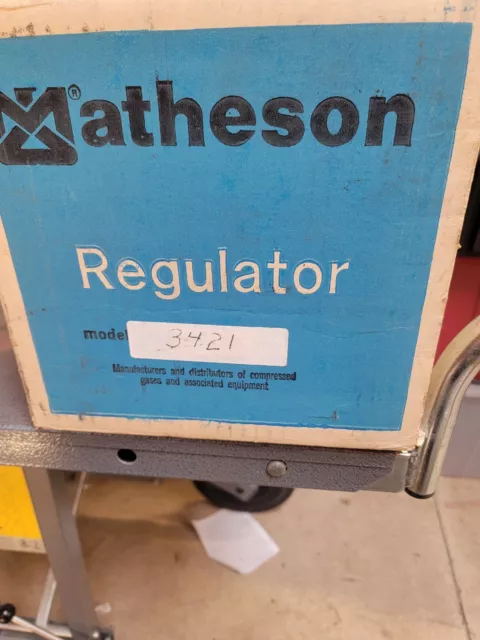 Matheson®
Regulator
model 3421
Manufacturers and distributors of compressed
gases and associated equipment